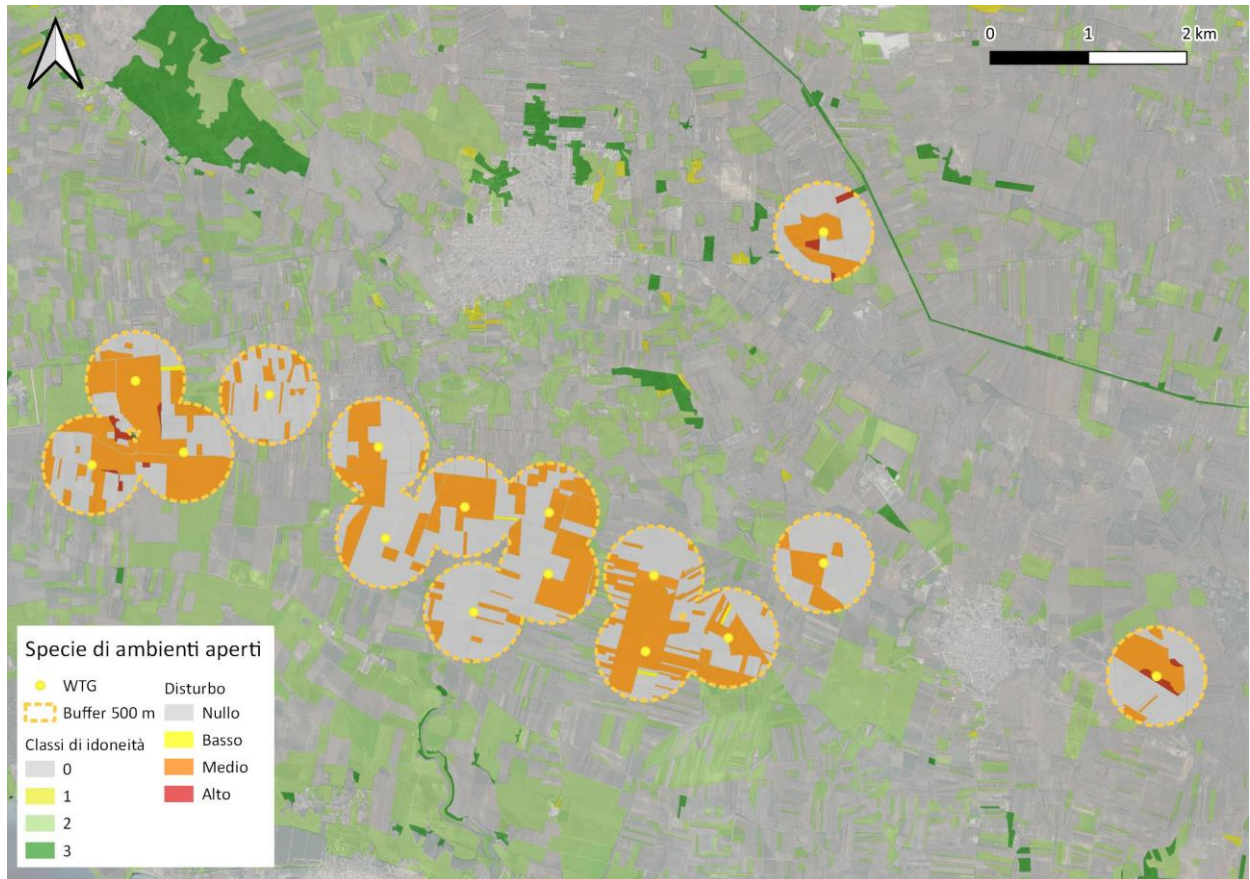 0 1 2 km
Specie di ambienti aperti
WTG
Buffer 500 m
Classi di idoneità
0
1
2
3
Disturbo
Nullo
Basso
Medio
Alto